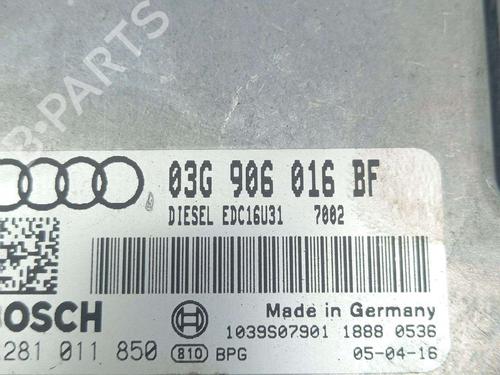 B-PARTS
03G 906 016 BF
DIESEL EDC16U31 7002
BOSCH
Made in Germany
1039S07901 1888 0536
281 011 850 810 BPG 05-04-16